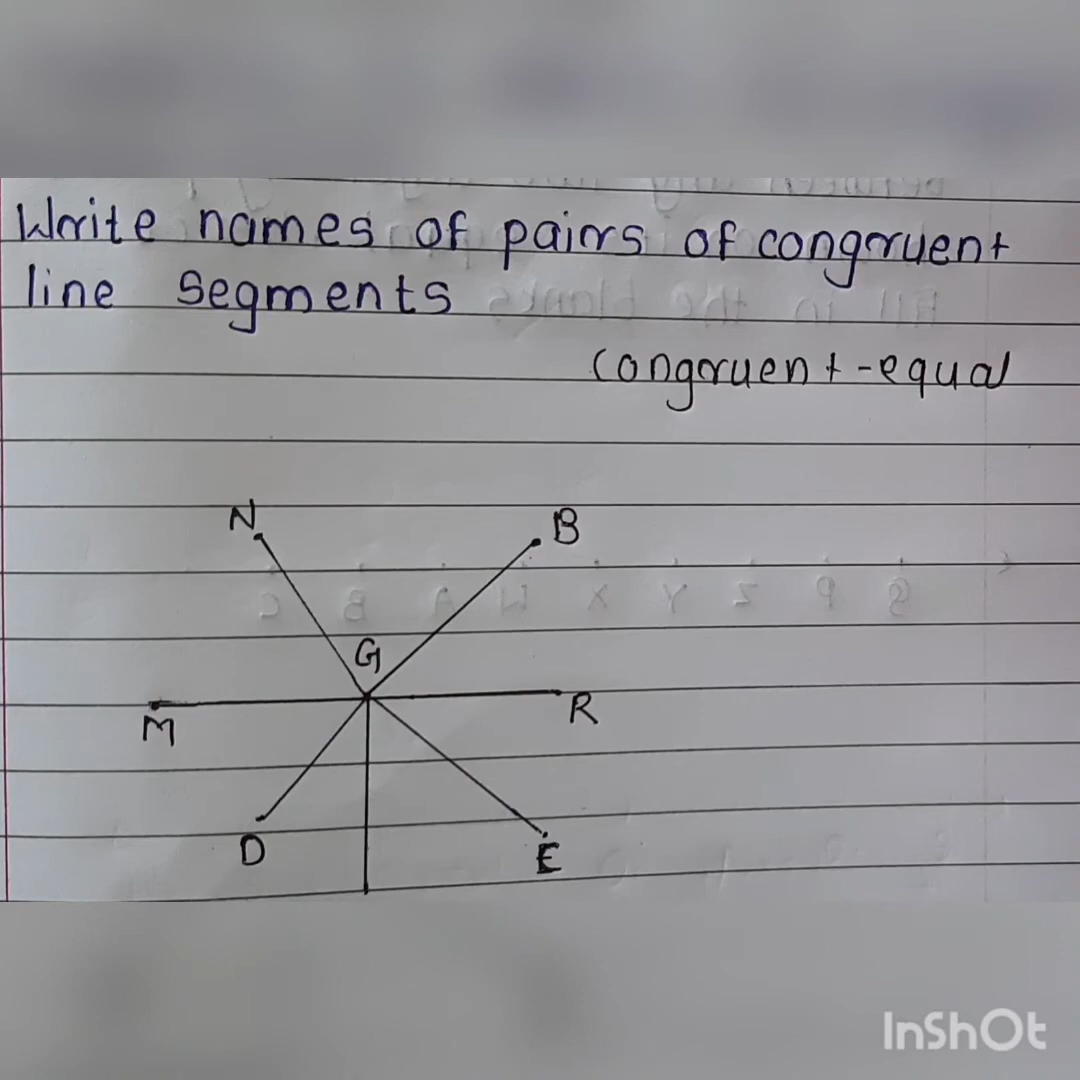 Write names of pairs of congruent
line segments
congruent - equal
N
B
G
M
R
D
E
InShOt